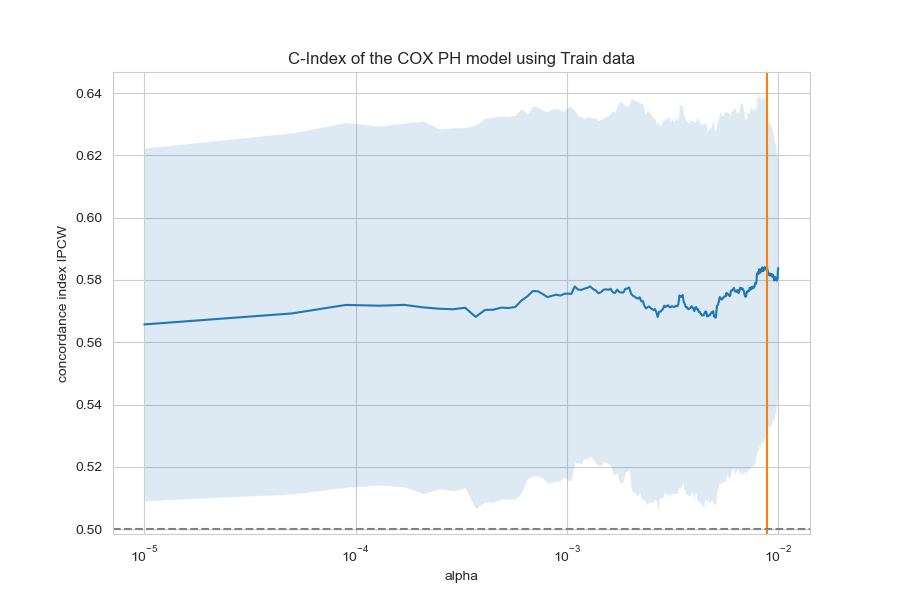 C-Index of the COX PH model using Train data
concordance index IPCW
0.64
0.62
0.60
0.58
0.56
0.54
0.52
0.50
10⁻⁵ 10⁻⁴ 10⁻³ 10⁻²
alpha